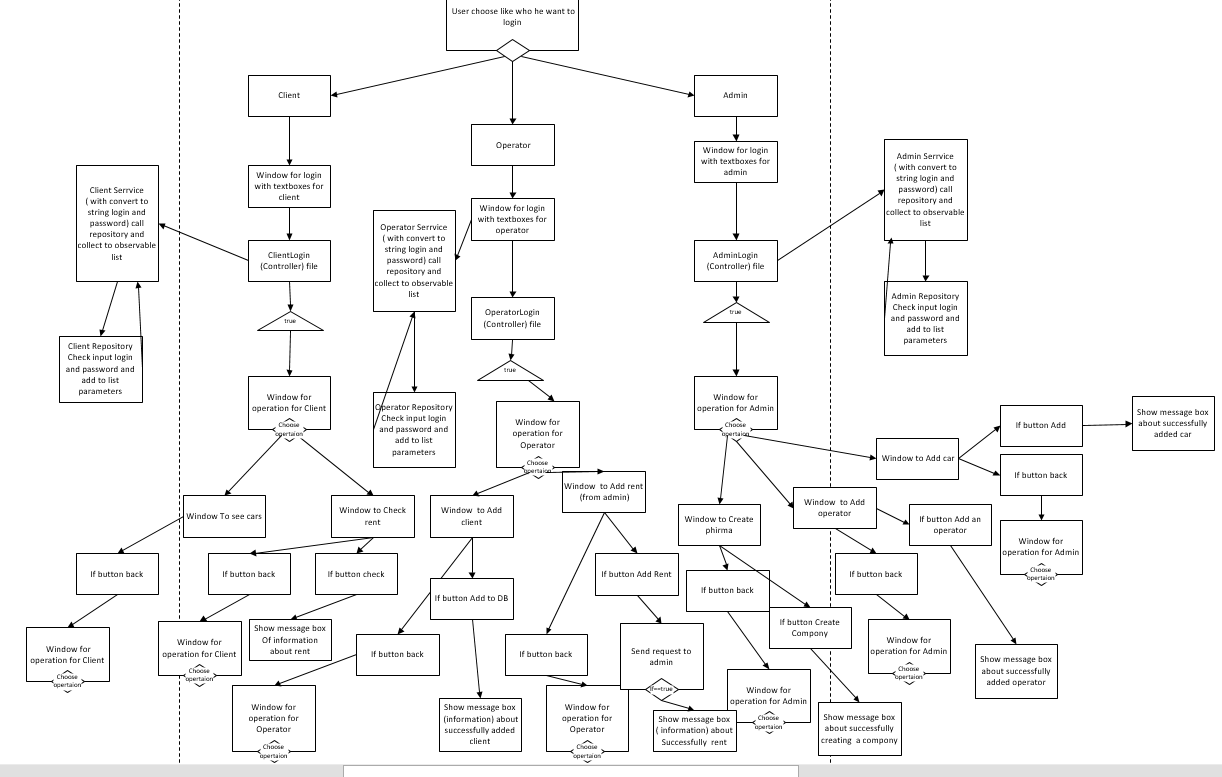 User choose like who he want to
login
Client
Operator
Admin
Window for login
with textboxes for
client
Window for login
with textboxes for
operator
Window for login
with textboxes for
admin
Client Serrvice
( with convert to
string login and
password) call
repository and
collect to observable
list
ClientLogin
(Controller) file
true
Client Repository
Check input login
and password and
add to list
parameters
Operator Serrvice
( with convert to
string login and
password) call
repository and
collect to observable
list
OperatorLogin
(Controller) file
true
Operator Repository
Check input login
and password and
add to list
parameters
AdminLogin
(Controller) file
true
Admin Serrvice
( with convert to
string login and
password) call
repository and
collect to observable
list
Admin Repository
Check input login
and password and
add to list
parameters
Window for
operation for Client
Choose
opertaion
Window for
operation for
Operator
Choose
opertaion
Window for
operation for Admin
Choose
opertaion
Window To see cars
Window to Check
rent
Window to Add
client
Window to Add rent
(from admin)
Window to Create
phirma
Window to Add
operator
Window to Add car
If button Add
Show message box
about successfully
added car
If button back
Window for
operation for Admin
Choose
opertaion
If button Add an
operator
If button back
If button back
If button check
If button Add to DB
If button Add Rent
If button back
If button back
Window for
operation for Client
Choose
opertaion
Window for
operation for Client
Choose
opertaion
Show message box
Of information
about rent
If button back
If button back
Send request to
admin
If==true
If button Create
Compony
Window for
operation for Admin
Choose
opertaion
Show message box
about successfully
added operator
Window for
operation for
Operator
Choose
opertaion
Show message box
(information) about
successfully added
client
Window for
operation for
Operator
Choose
opertaion
Show message box
( information) about
Successfully rent
Window for
operation for Admin
Choose
opertaion
Show message box
about successfully
creating a company